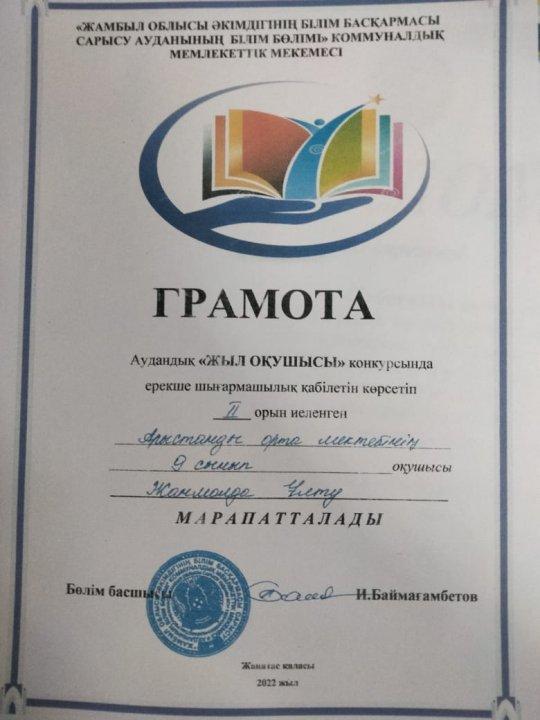 «ЖАМБЫЛ ОБЛЫСЫ ӘКІМДІГІНІҢ БІЛІМ БАСҚАРМАСЫ
САРЫСУ АУДАНЫНЫҢ БІЛІМ БӨЛІМІ» КОММУНАЛДЫҚ
МЕМЛЕКЕТТІК МЕКЕМЕСІ
ГРАМОТА
Аудандық «ЖЫЛ ОҚУШЫСЫ» конкурсында
ерекше шығармашылық қабілетін көрсетіп
II орын иеленген
Арыстанды орта мектебінің
9 сынып оқушысы
Жанмолда Ұлту
МАРАПАТТАЛАДЫ
Бөлім басшысы И.Баймағамбетов
Жаңатас қаласы
2022 жыл